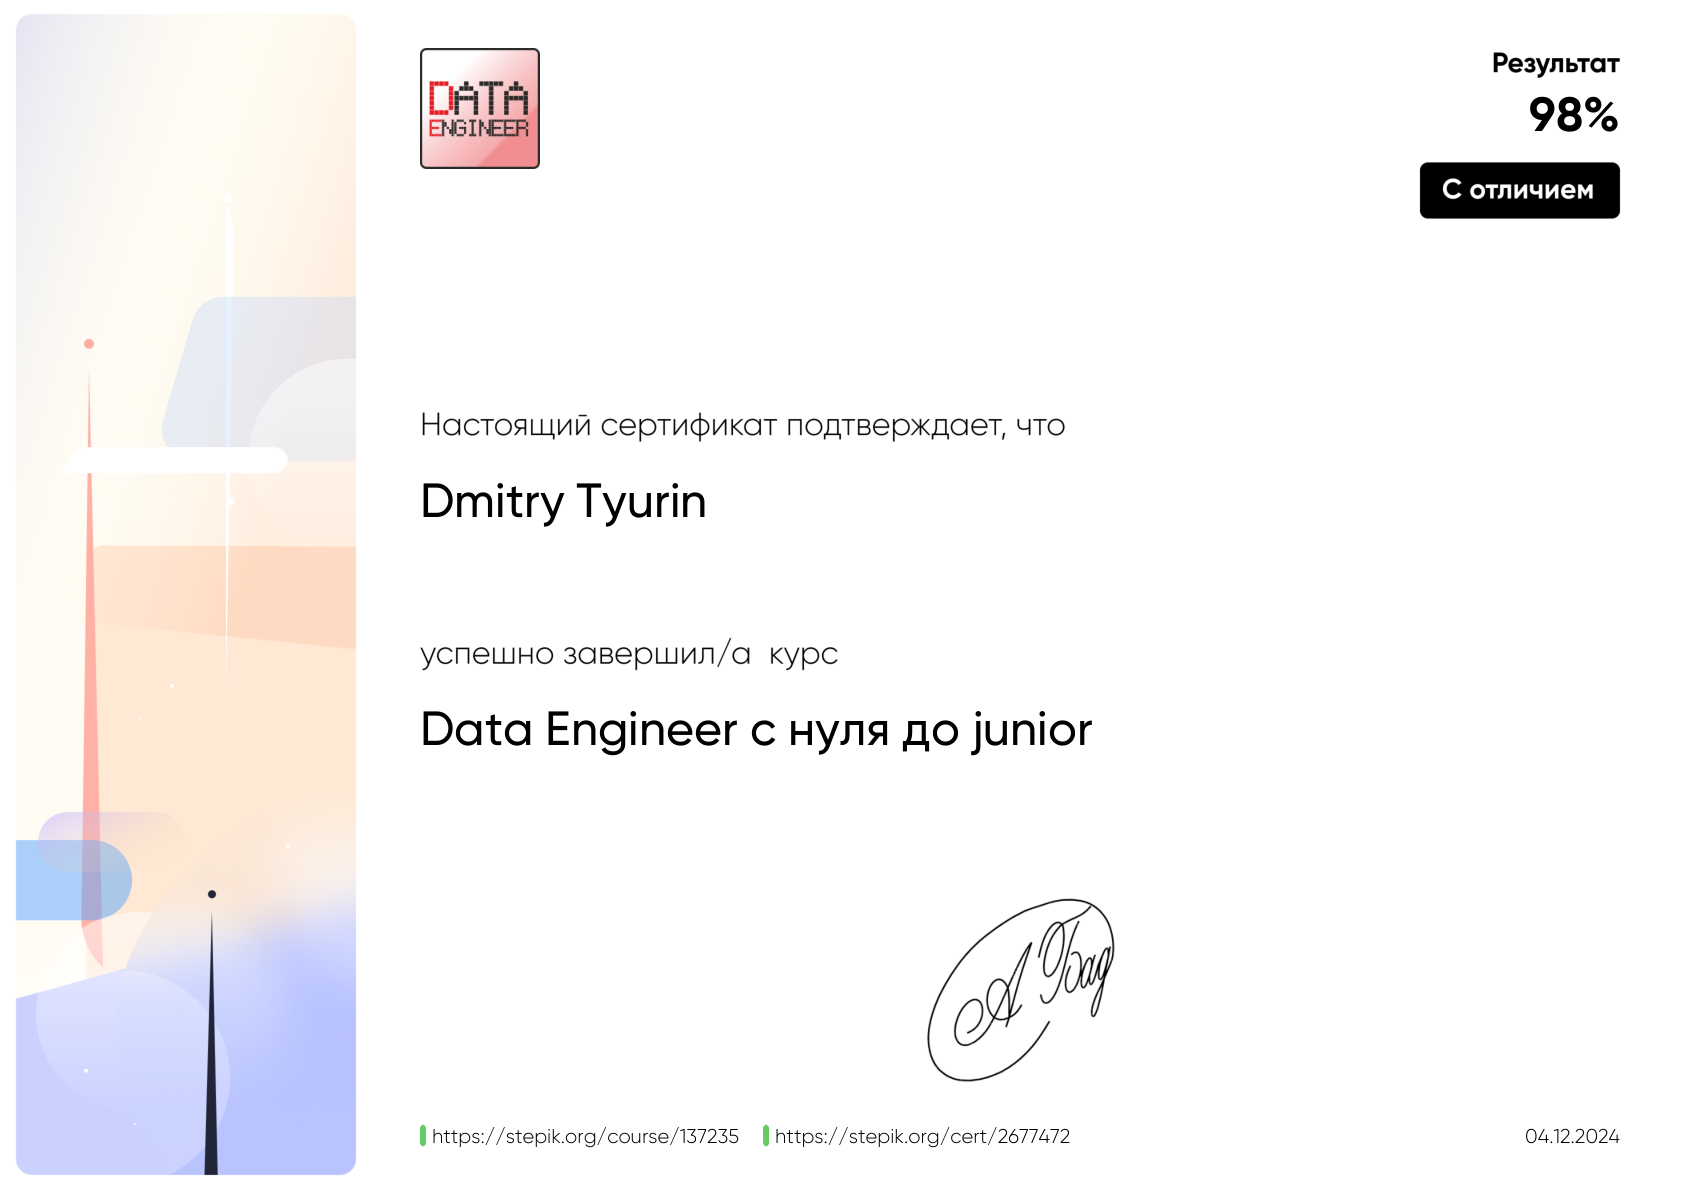 DATA
ENGINEER
Результат
98%
С отличием
Настоящий сертификат подтверждает, что
Dmitry Tyurin
успешно завершил/а курс
Data Engineer с нуля до junior
А Бад
https://stepik.org/course/137235 https://stepik.org/cert/2677472
04.12.2024